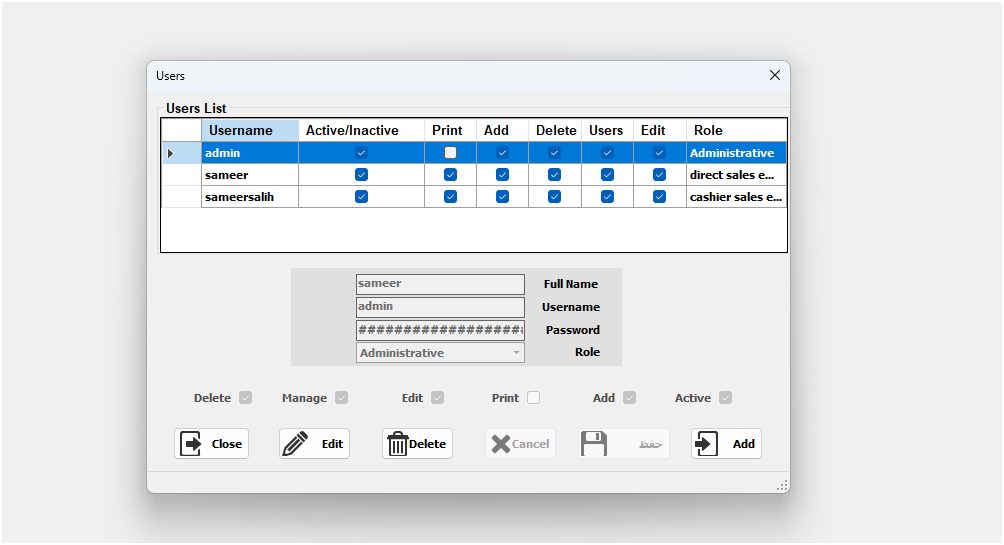 Users
Users List
Username Active/Inactive Print Add Delete Users Edit Role
admin Administrative
sameer direct sales e...
sameersalih cashier sales e...
sameer Full Name
admin Username
################### Password
Administrative Role
Delete Manage Edit Print Add Active
Close Edit Delete Cancel حفظ Add